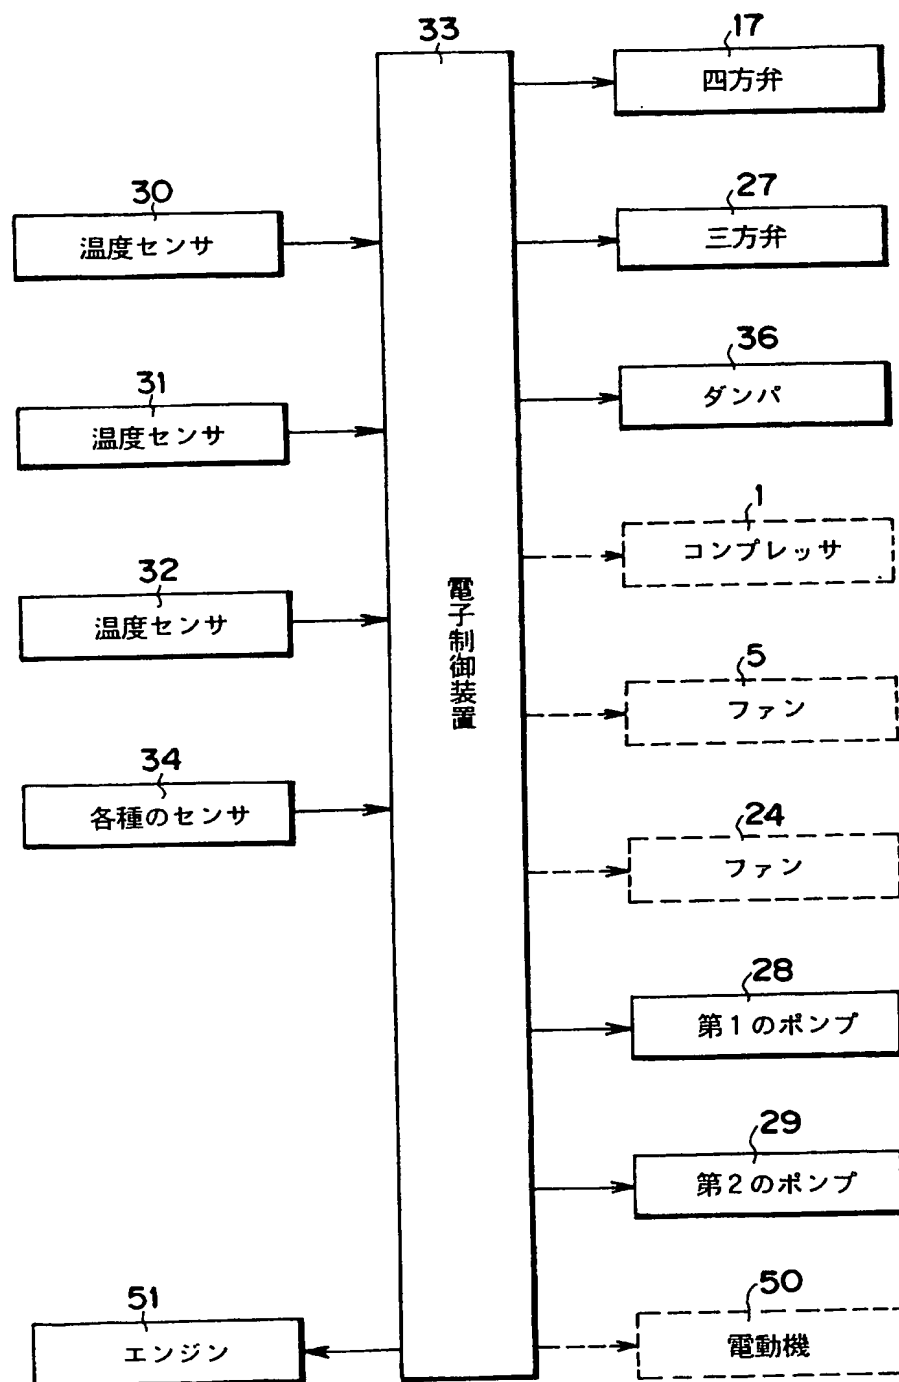 33
電子制御装置
30
温度センサ
31
温度センサ
32
温度センサ
34
各種のセンサ
51
エンジン
17
四方弁
27
三方弁
36
ダンパ
1
コンプレッサ
5
ファン
24
ファン
28
第1のポンプ
29
第2のポンプ
50
電動機